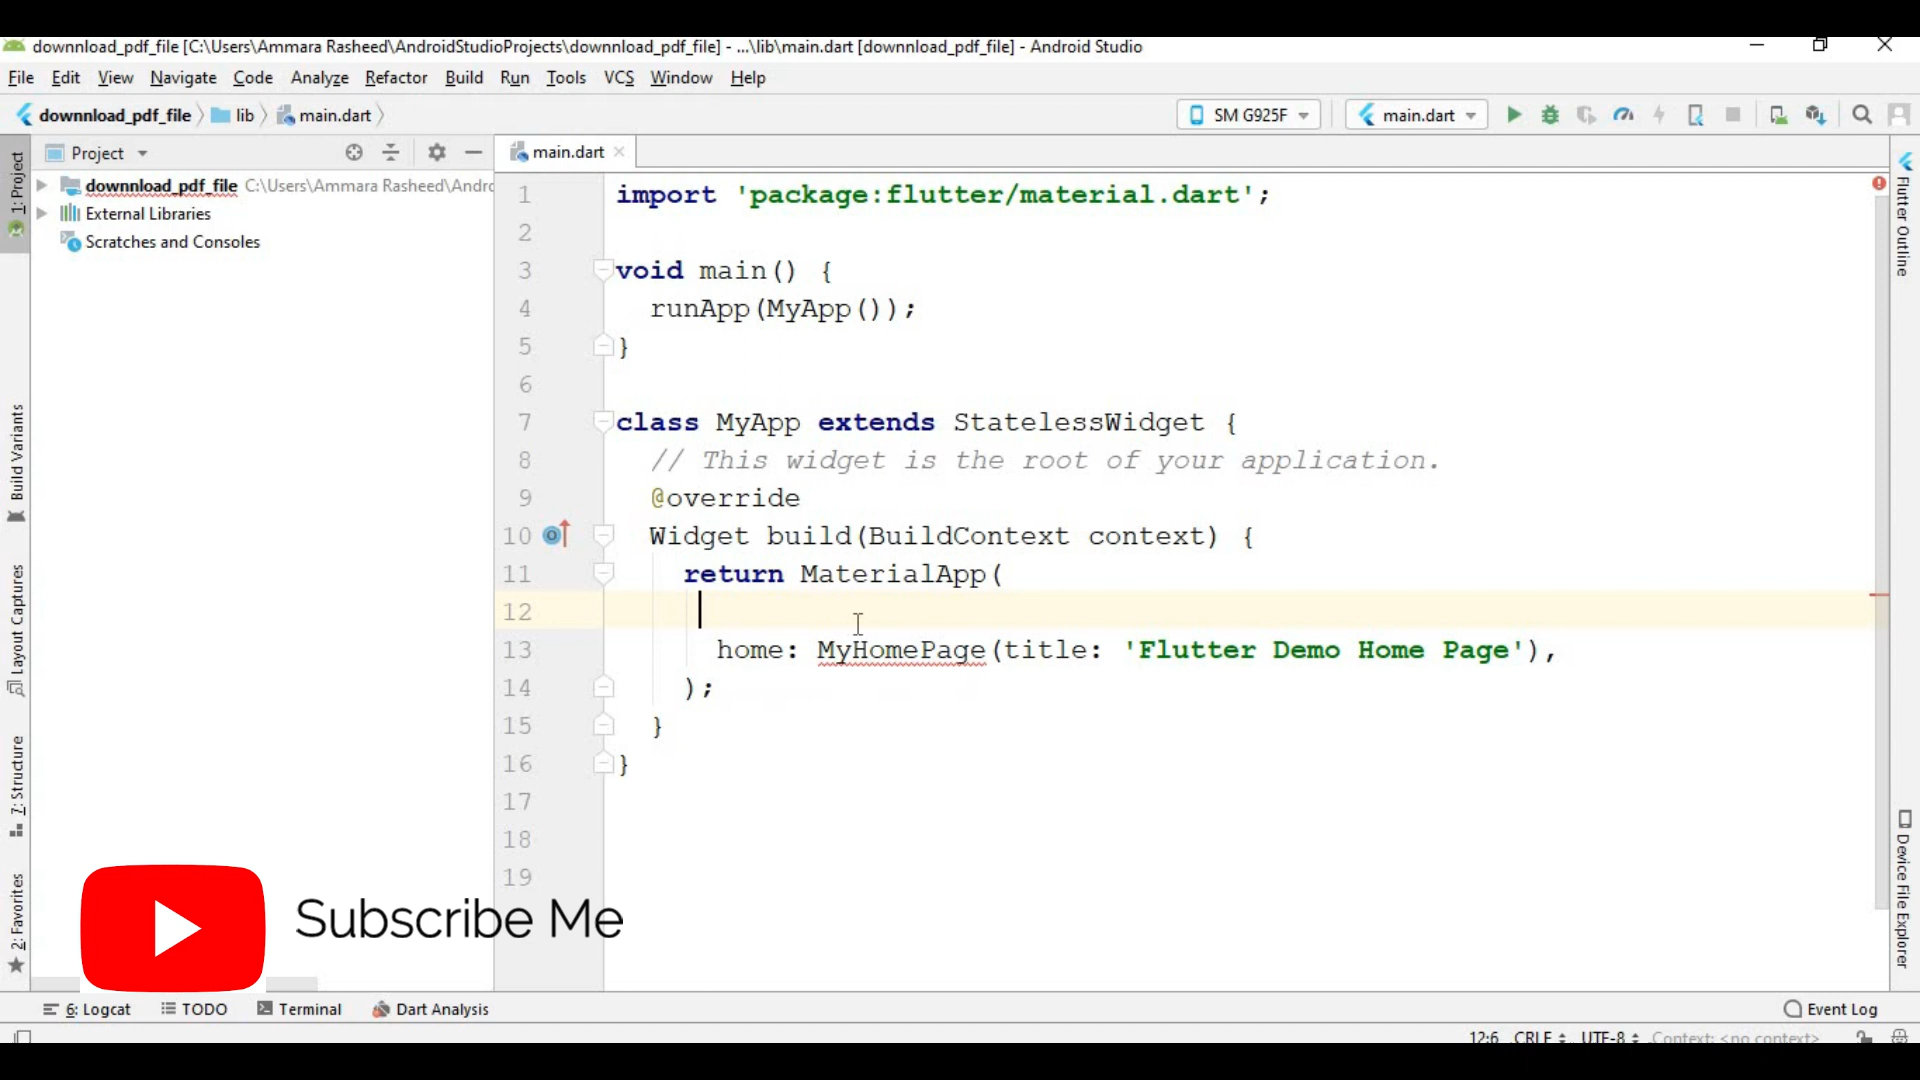 downnload_pdf_file [C:\Users\Ammara Rasheed\AndroidStudioProjects\downnload_pdf_file] - ...\lib\main.dart [downnload_pdf_file] - Android Studio
File Edit View Navigate Code Analyze Refactor Build Run Tools VCS Window Help
downnload_pdf_file lib main.dart SM G925F main.dart
1: Project
Project
main.dart
downnload_pdf_file C:\Users\Ammara Rasheed\Andro
External Libraries
Scratches and Consoles
1 import 'package:flutter/material.dart';
2
3 void main() {
4 runApp(MyApp());
5 }
6
7 class MyApp extends StatelessWidget {
8 // This widget is the root of your application.
9 @override
10 Widget build(BuildContext context) {
11 return MaterialApp(
12
13 home: MyHomePage(title: 'Flutter Demo Home Page'),
14 );
15 }
16 }
17
18
19
Build Variants
Layout Captures
7: Structure
2: Favorites
Flutter Outline
Device File Explorer
Subscribe Me
6: Logcat TODO Terminal Dart Analysis Event Log
12:6 CRLF UTF-8 Context: <no context>